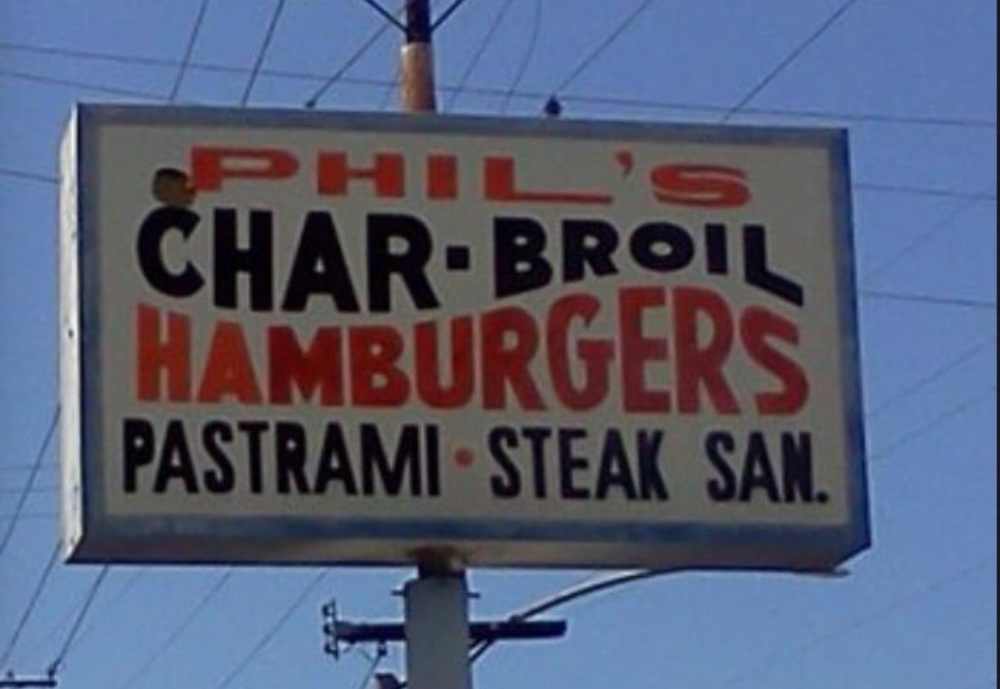 PHIL'S
CHAR-BROIL
HAMBURGERS
PASTRAMI • STEAK SAN.